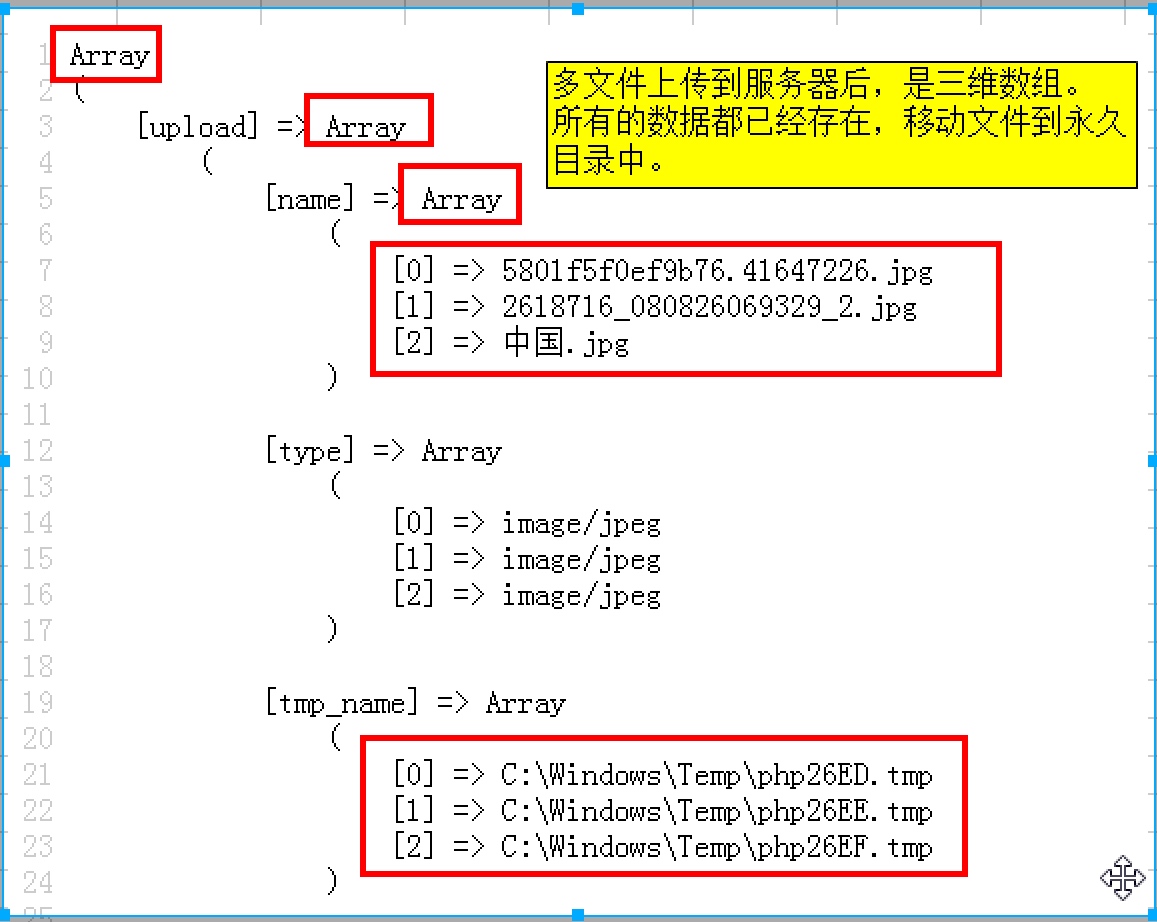 1 Array
2 (
多文件上传到服务器后，是三维数组。
所有的数据都已经存在，移动文件到永久
目录中。
3 [upload] => Array
4 (
5 [name] => Array
6 (
7 [0] => 5801f5f0ef9b76.41647226.jpg
8 [1] => 2618716_080826069329_2.jpg
9 [2] => 中国.jpg
10 )
11
12 [type] => Array
13 (
14 [0] => image/jpeg
15 [1] => image/jpeg
16 [2] => image/jpeg
17 )
18
19 [tmp_name] => Array
20 (
21 [0] => C:\Windows\Temp\php26ED.tmp
22 [1] => C:\Windows\Temp\php26EE.tmp
23 [2] => C:\Windows\Temp\php26EF.tmp
24 )
25